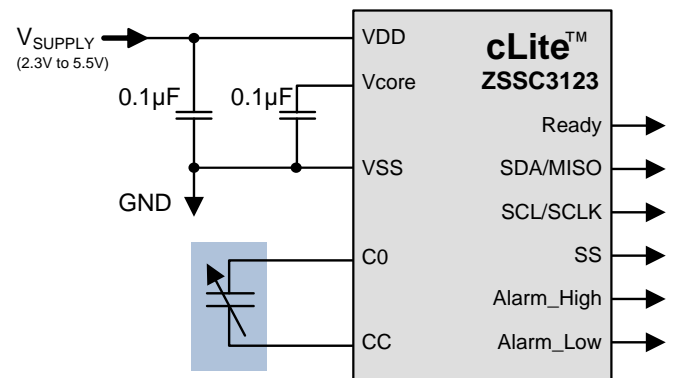 VSUPPLY
(2.3V to 5.5V)
0.1µF
0.1µF
GND
VDD
Vcore
VSS
C0
CC
cLite™
ZSSC3123
Ready
SDA/MISO
SCL/SCLK
SS
Alarm_High
Alarm_Low